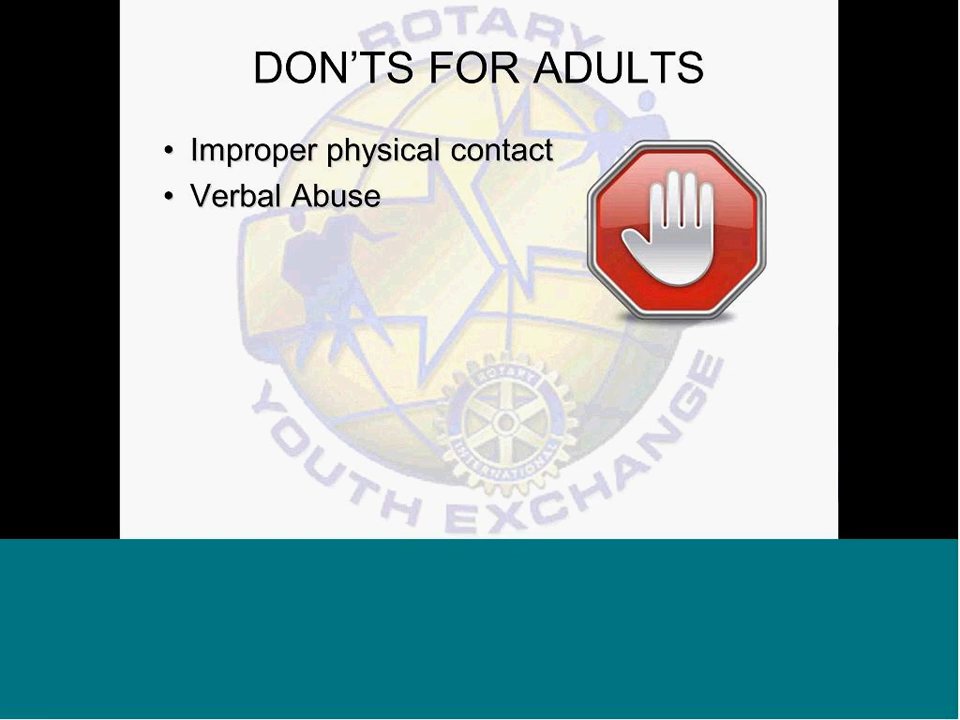 ROTARY
DON'TS FOR ADULTS
• Improper physical contact
• Verbal Abuse
ROTARY
INTERNATIONAL
YOUTH EXCHANGE